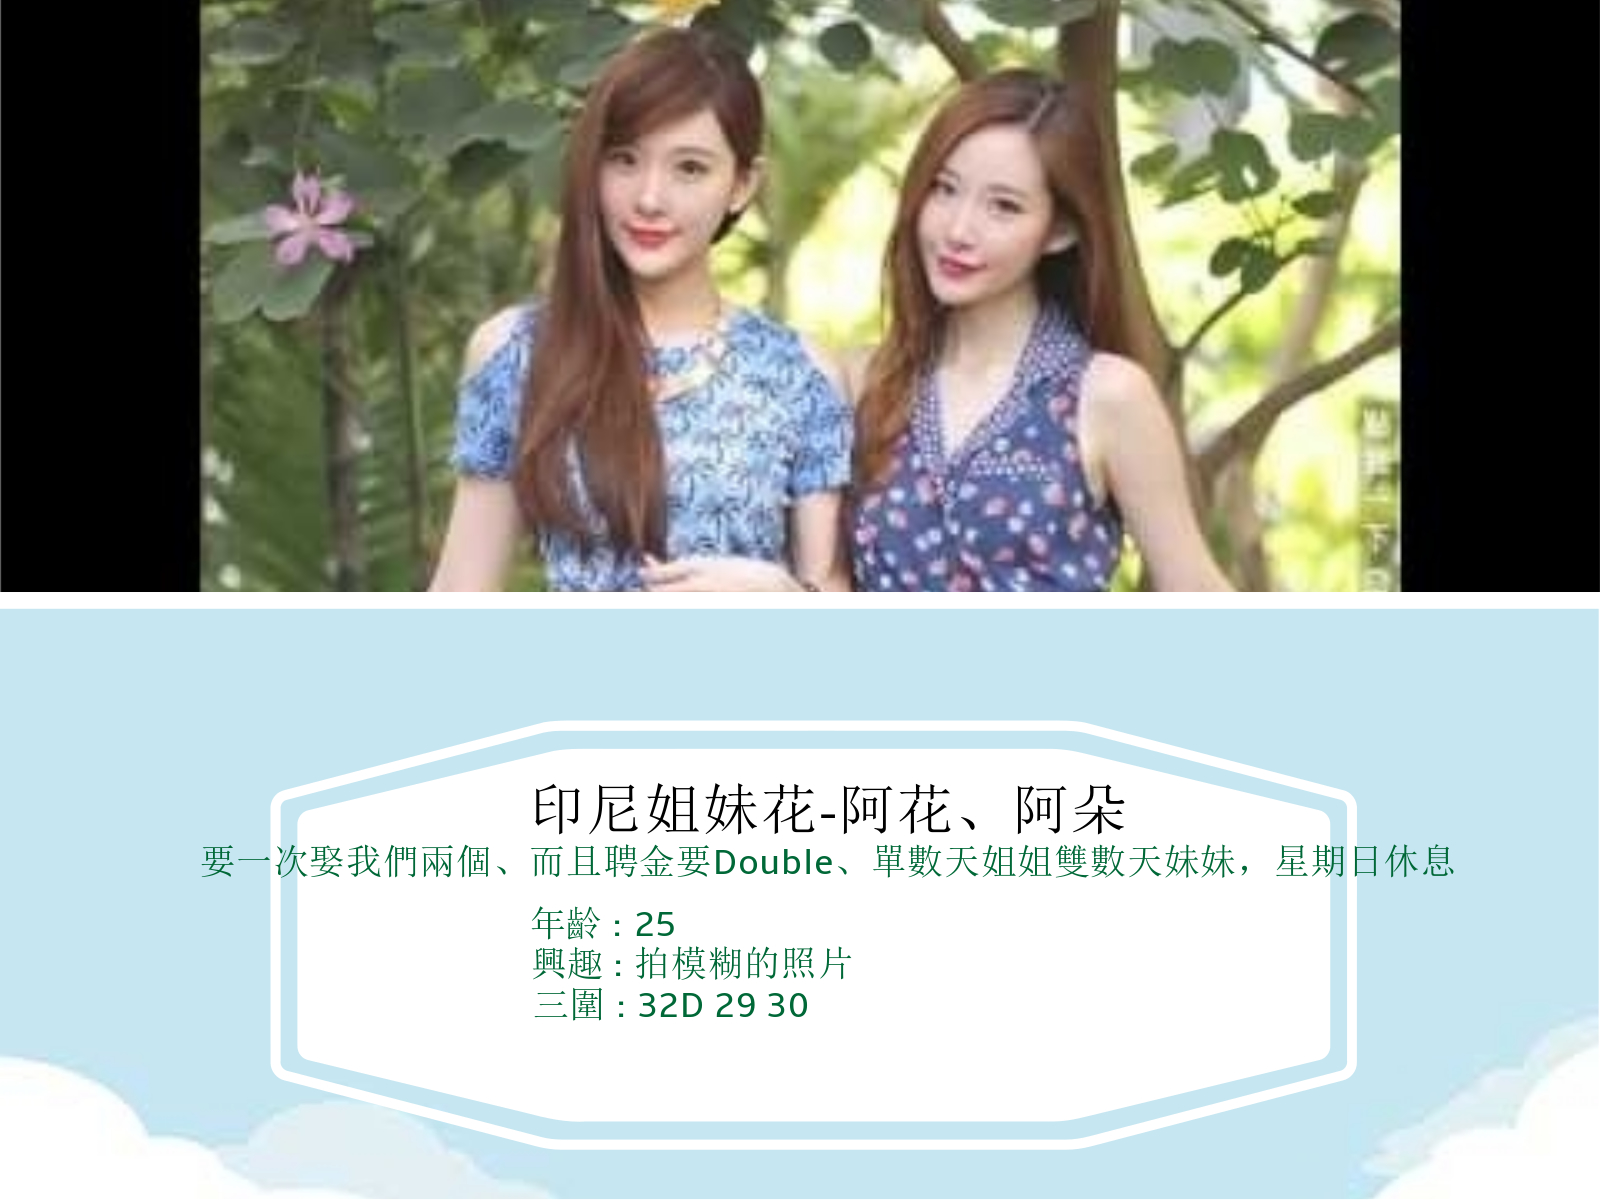 印尼姐妹花-阿花、阿朵
要一次娶我們兩個、而且聘金要Double、單數天姐姐雙數天妹妹，星期日休息
年齡：25
興趣：拍模糊的照片
三圍：32D 29 30